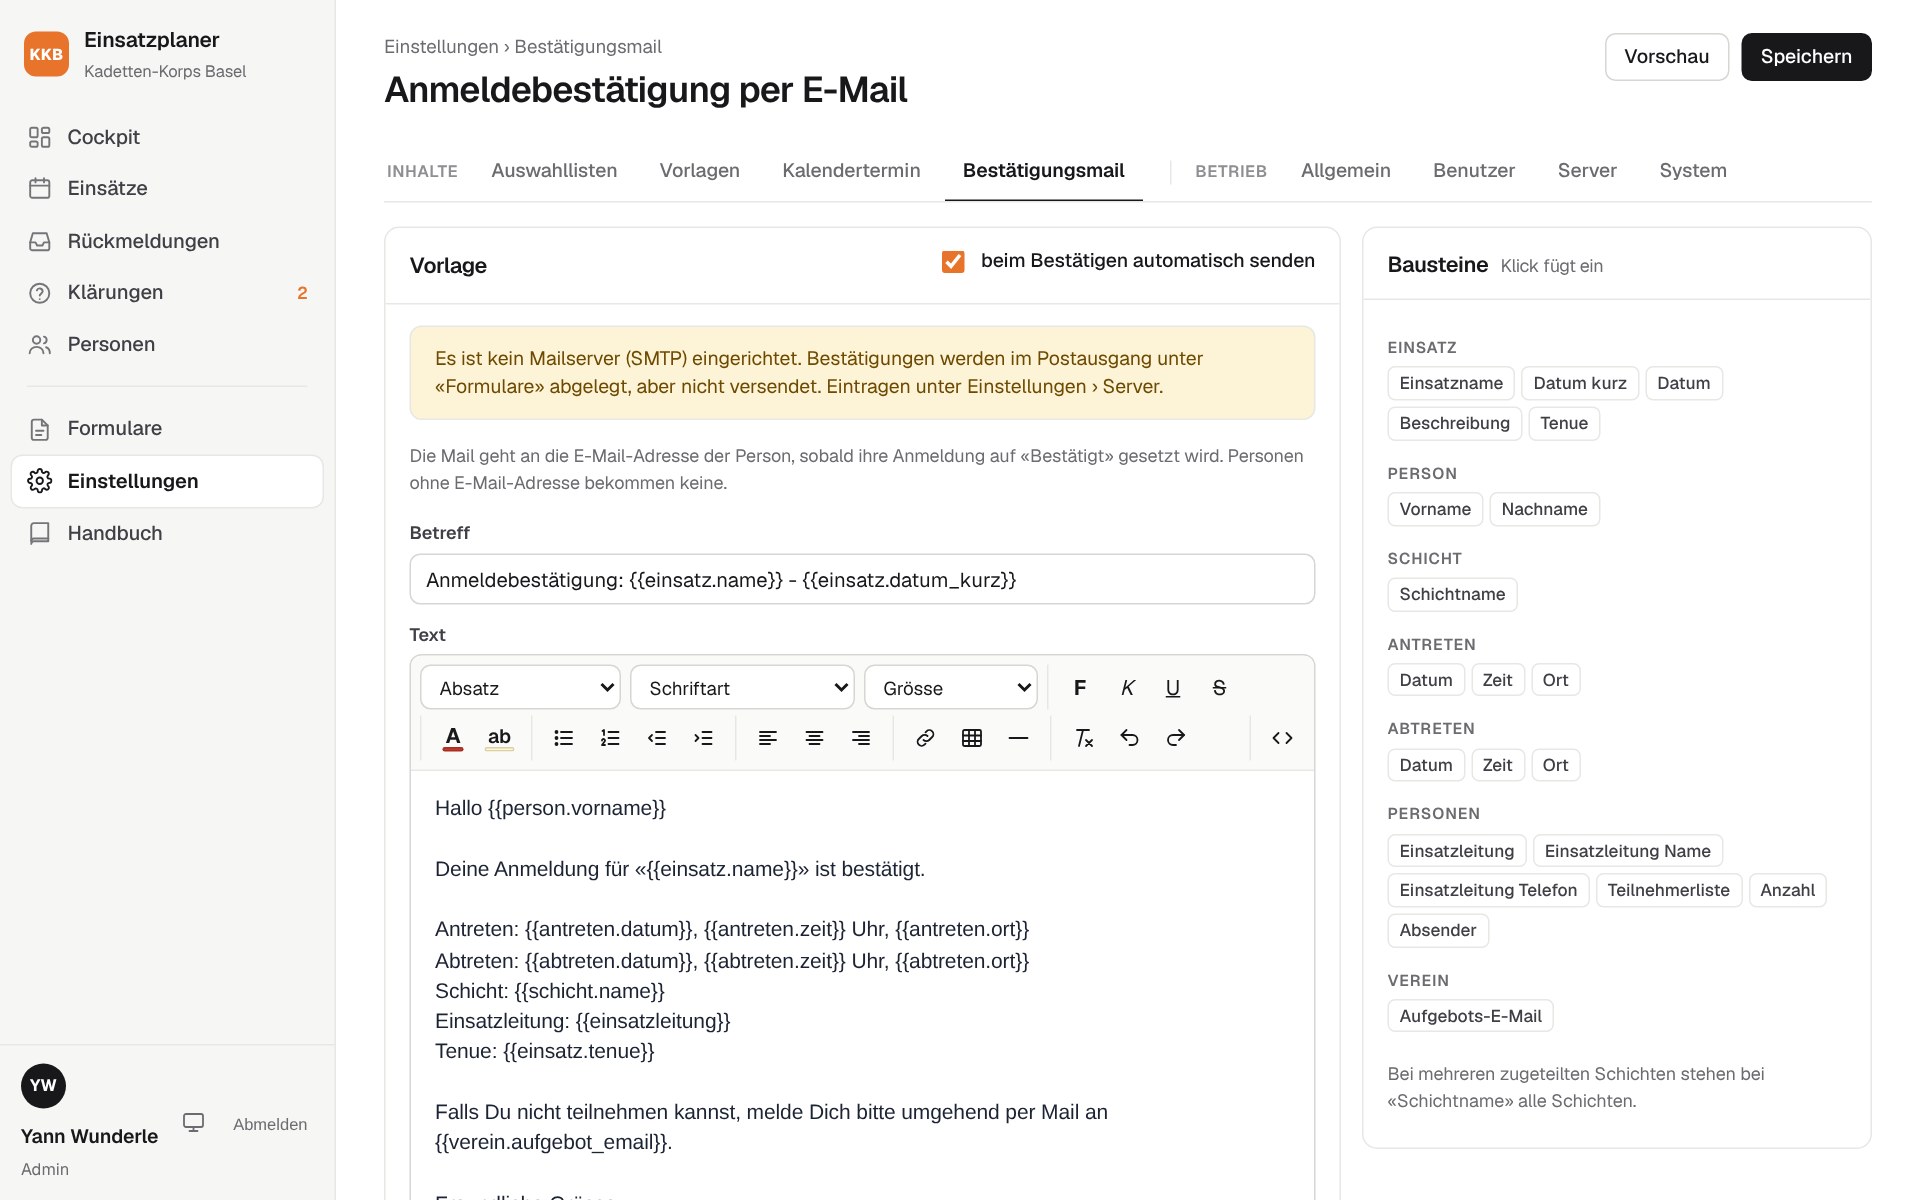 KKB
Einsatzplaner
Kadetten-Korps Basel
Cockpit
Einsätze
Rückmeldungen
Klärungen 2
Personen
Formulare
Einstellungen
Handbuch
YW
Yann Wunderle
Admin
Abmelden
Einstellungen › Bestätigungsmail
Anmeldebestätigung per E-Mail
Vorschau
Speichern
INHALTE Auswahllisten Vorlagen Kalendertermin Bestätigungsmail BETRIEB Allgemein Benutzer Server System
Vorlage
beim Bestätigen automatisch senden
Es ist kein Mailserver (SMTP) eingerichtet. Bestätigungen werden im Postausgang unter
«Formulare» abgelegt, aber nicht versendet. Eintragen unter Einstellungen › Server.
Die Mail geht an die E-Mail-Adresse der Person, sobald ihre Anmeldung auf «Bestätigt» gesetzt wird. Personen
ohne E-Mail-Adresse bekommen keine.
Betreff
Anmeldebestätigung: {{einsatz.name}} - {{einsatz.datum_kurz}}
Text
Absatz Schriftart Grösse F K U S
A ab
Hallo {{person.vorname}}
Deine Anmeldung für «{{einsatz.name}}» ist bestätigt.
Antreten: {{antreten.datum}}, {{antreten.zeit}} Uhr, {{antreten.ort}}
Abtreten: {{abtreten.datum}}, {{abtreten.zeit}} Uhr, {{abtreten.ort}}
Schicht: {{schicht.name}}
Einsatzleitung: {{einsatzleitung}}
Tenue: {{einsatz.tenue}}
Falls Du nicht teilnehmen kannst, melde Dich bitte umgehend per Mail an
{{verein.aufgebot_email}}.
Bausteine Klick fügt ein
EINSATZ
Einsatzname Datum kurz Datum
Beschreibung Tenue
PERSON
Vorname Nachname
SCHICHT
Schichtname
ANTRETEN
Datum Zeit Ort
ABTRETEN
Datum Zeit Ort
PERSONEN
Einsatzleitung Einsatzleitung Name
Einsatzleitung Telefon Teilnehmerliste Anzahl
Absender
VEREIN
Aufgebots-E-Mail
Bei mehreren zugeteilten Schichten stehen bei
«Schichtname» alle Schichten.